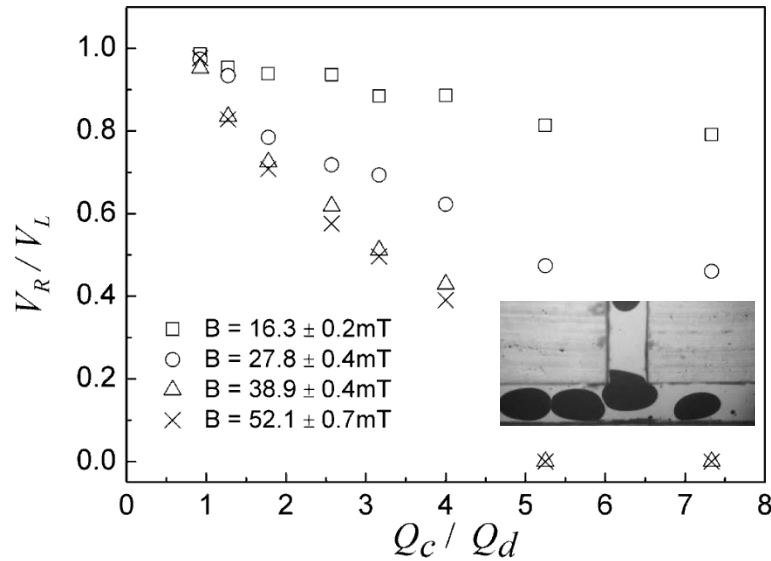 1.0
0.8
0.6
0.4
0.2
0.0
V_R / V_L
B = 16.3 ± 0.2mT
B = 27.8 ± 0.4mT
B = 38.9 ± 0.4mT
B = 52.1 ± 0.7mT
0 1 2 3 4 5 6 7 8
Q_c / Q_d